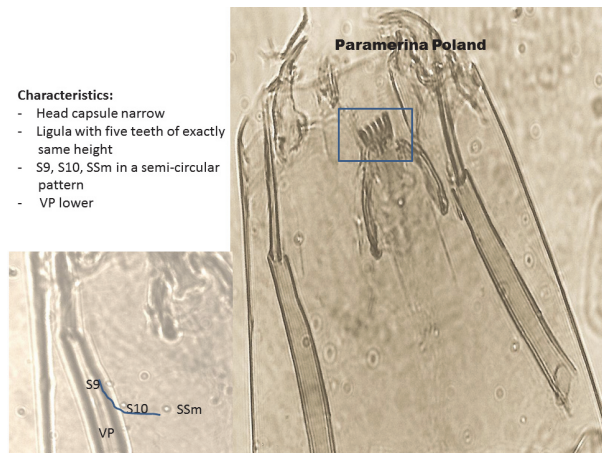 Paramerina Poland
Characteristics:
- Head capsule narrow
- Ligula with five teeth of exactly
same height
- S9, S10, SSm in a semi-circular
pattern
- VP lower
S9
S10
SSm
VP